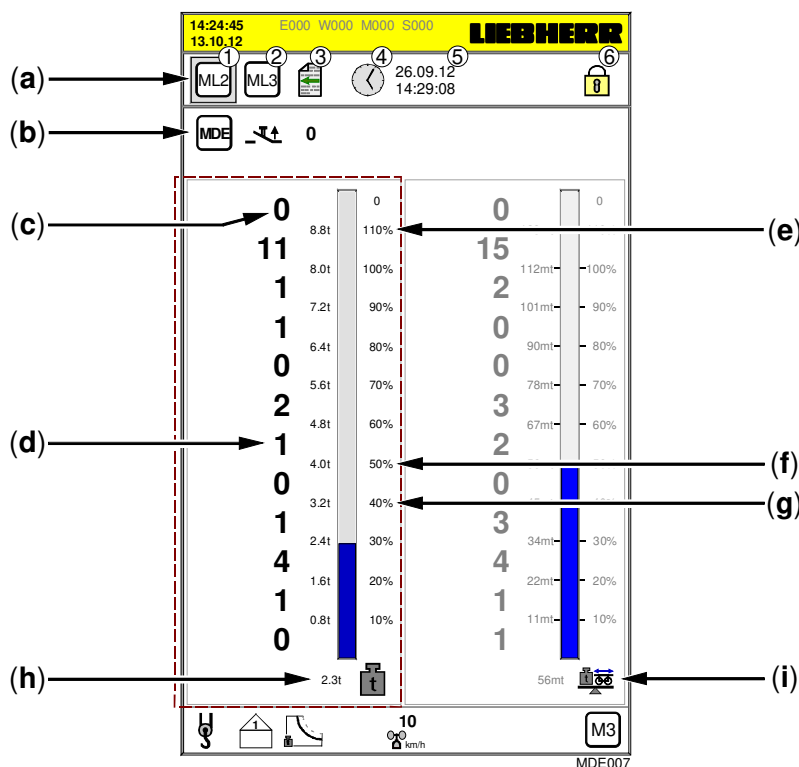 14:24:45 E000 W000 M000 S000 LIEBHERR
13.10.12
(a) ML2 1 ML3 2 3 4 26.09.12 5 6
14:29:08
(b) MDE 0
(c) 0 0 0 0
8.8t 110% (e)
11 15
8.0t 100% 112mt 100%
1 2
7.2t 90% 101mt 90%
1 0
6.4t 80% 90mt 80%
0 0
5.6t 70% 78mt 70%
2 3
4.8t 60% 67mt 60%
(d) 1 2
4.0t 50% (f)
0 0
3.2t 40% (g)
1 3
2.4t 30% 34mt 30%
4 4
1.6t 20% 22mt 20%
1 1
0.8t 10% 11mt 10%
0 1
(h) 2.3t t 56mt t (i)
1 10 km/h M3
MDE007